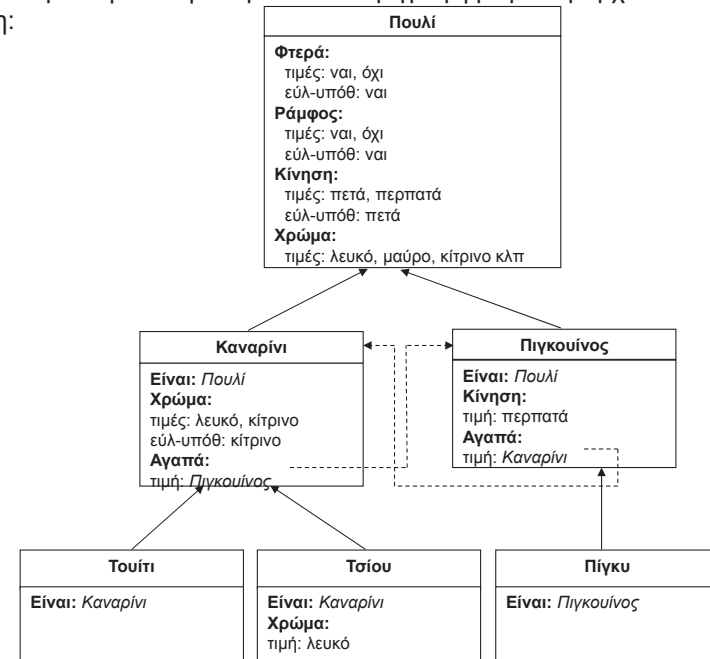 η:
Πουλί
Φτερά:
τιμές: ναι, όχι
εύλ-υπόθ: ναι
Ράμφος:
τιμές: ναι, όχι
εύλ-υπόθ: ναι
Κίνηση:
τιμές: πετά, περπατά
εύλ-υπόθ: πετά
Χρώμα:
τιμές: λευκό, μαύρο, κίτρινο κλπ
Καναρίνι
Είναι: Πουλί
Χρώμα:
τιμές: λευκό, κίτρινο
εύλ-υπόθ: κίτρινο
Αγαπά:
τιμή: Πιγκουίνος
Πιγκουίνος
Είναι: Πουλί
Κίνηση:
τιμή: περπατά
Αγαπά:
τιμή: Καναρίνι
Τουίτι
Είναι: Καναρίνι
Τσίου
Είναι: Καναρίνι
Χρώμα:
τιμή: λευκό
Πίγκυ
Είναι: Πιγκουίνος